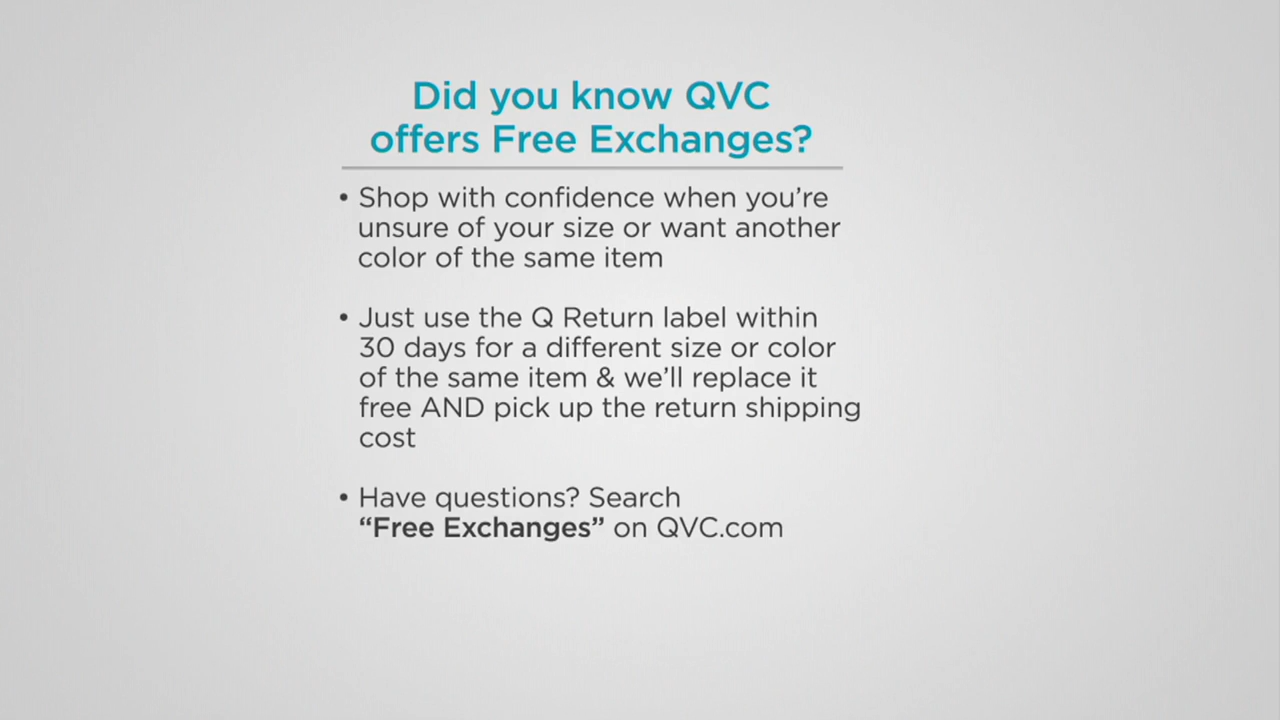 Did you know QVC
offers Free Exchanges?
• Shop with confidence when you're
unsure of your size or want another
color of the same item
• Just use the Q Return label within
30 days for a different size or color
of the same item & we'll replace it
free AND pick up the return shipping
cost
• Have questions? Search
“Free Exchanges” on QVC.com